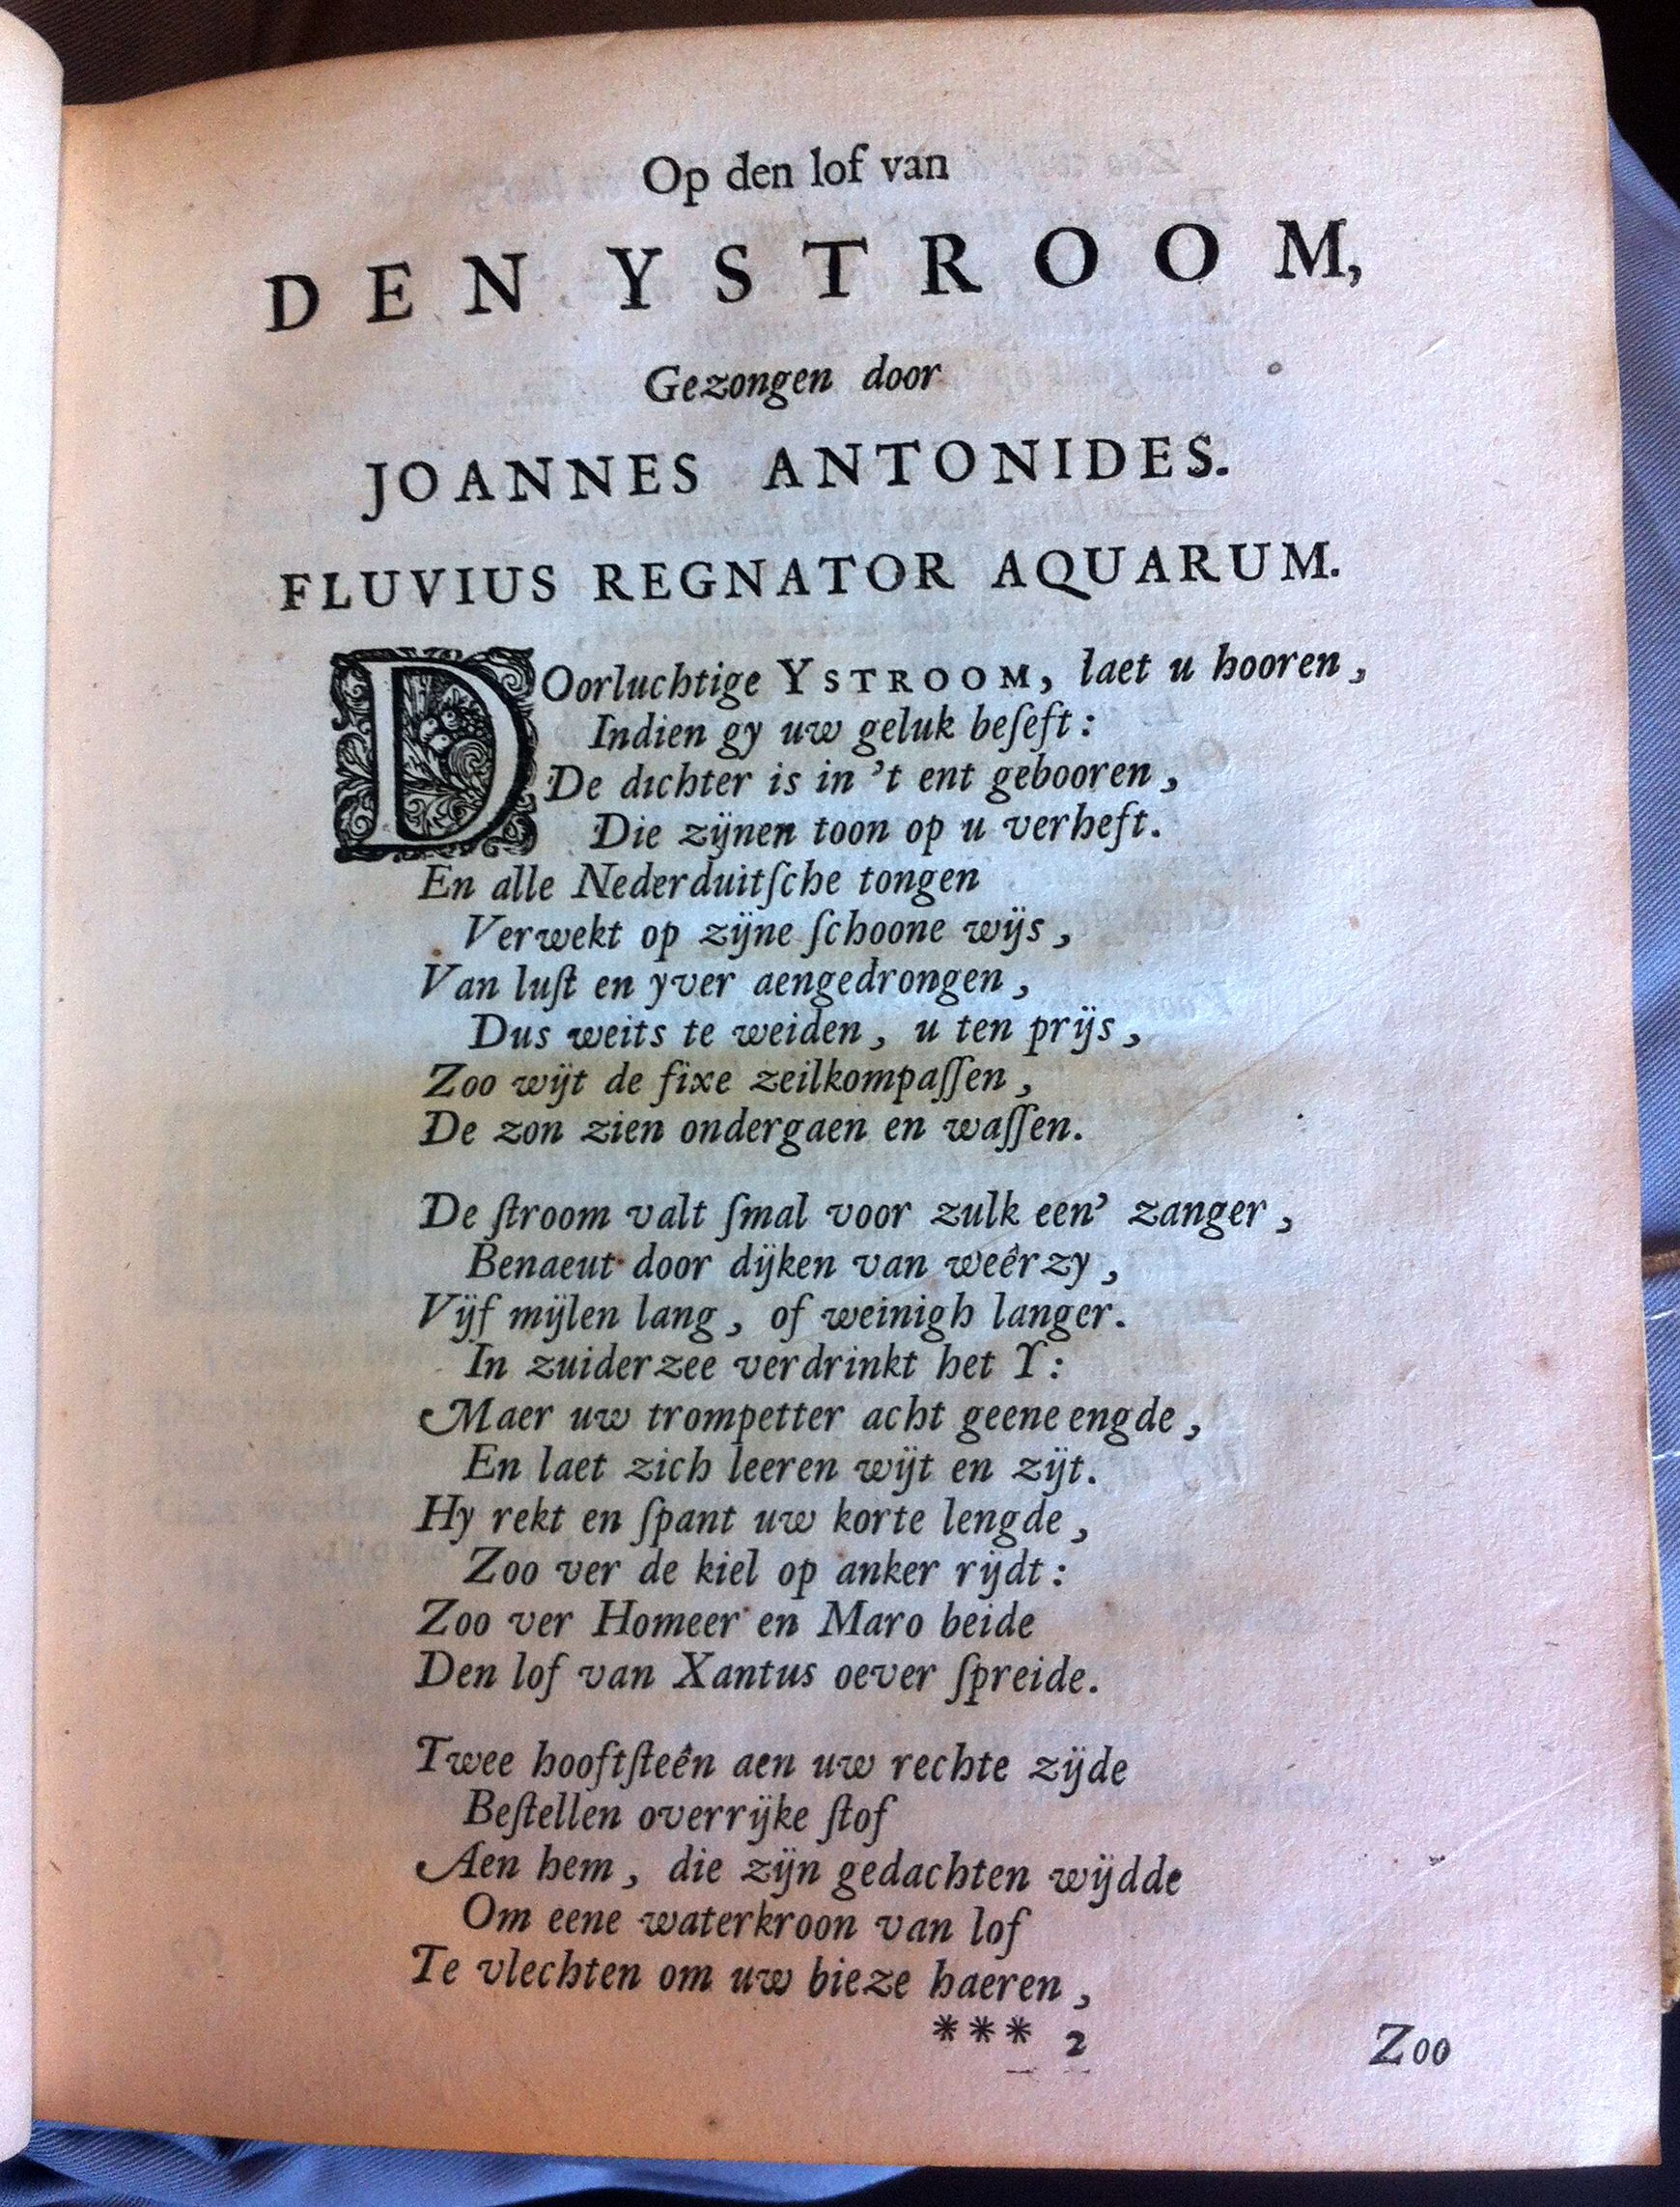 Op den lof van
DEN YSTROOM,
Gezongen door
JOANNES ANTONIDES.
FLUVIUS REGNATOR AQUARUM.
DOorluchtige YSTROOM, laet u hooren,
Indien gy uw geluk beſeft:
De dichter is in 't ent gebooren,
Die zijnen toon op u verheft.
En alle Nederduitſche tongen
Verwekt op zijne ſchoone wijs,
Van luſt en yver aengedrongen,
Dus weits te weiden, u ten prijs,
Zoo wijt de fixe zeilkompaſſen,
De zon zien ondergaen en waſſen.
De ſtroom valt ſmal voor zulk een' zanger,
Benaeut door dijken van weêrzy,
Vijf mijlen lang, of weinigh langer.
In zuiderzee verdrinkt het Y:
Maer uw trompetter acht geene engde,
En laet zich leeren wijt en zijt.
Hy rekt en ſpant uw korte lengde,
Zoo ver de kiel op anker rijdt:
Zoo ver Homeer en Maro beide
Den lof van Xantus oever ſpreide.
Twee hooftſteên aen uw rechte zijde
Beſtellen overrijke ſtof
Aen hem, die zijn gedachten wijdde
Om eene waterkroon van lof
Te vlechten om uw bieze haeren,
*** 2
Zoo